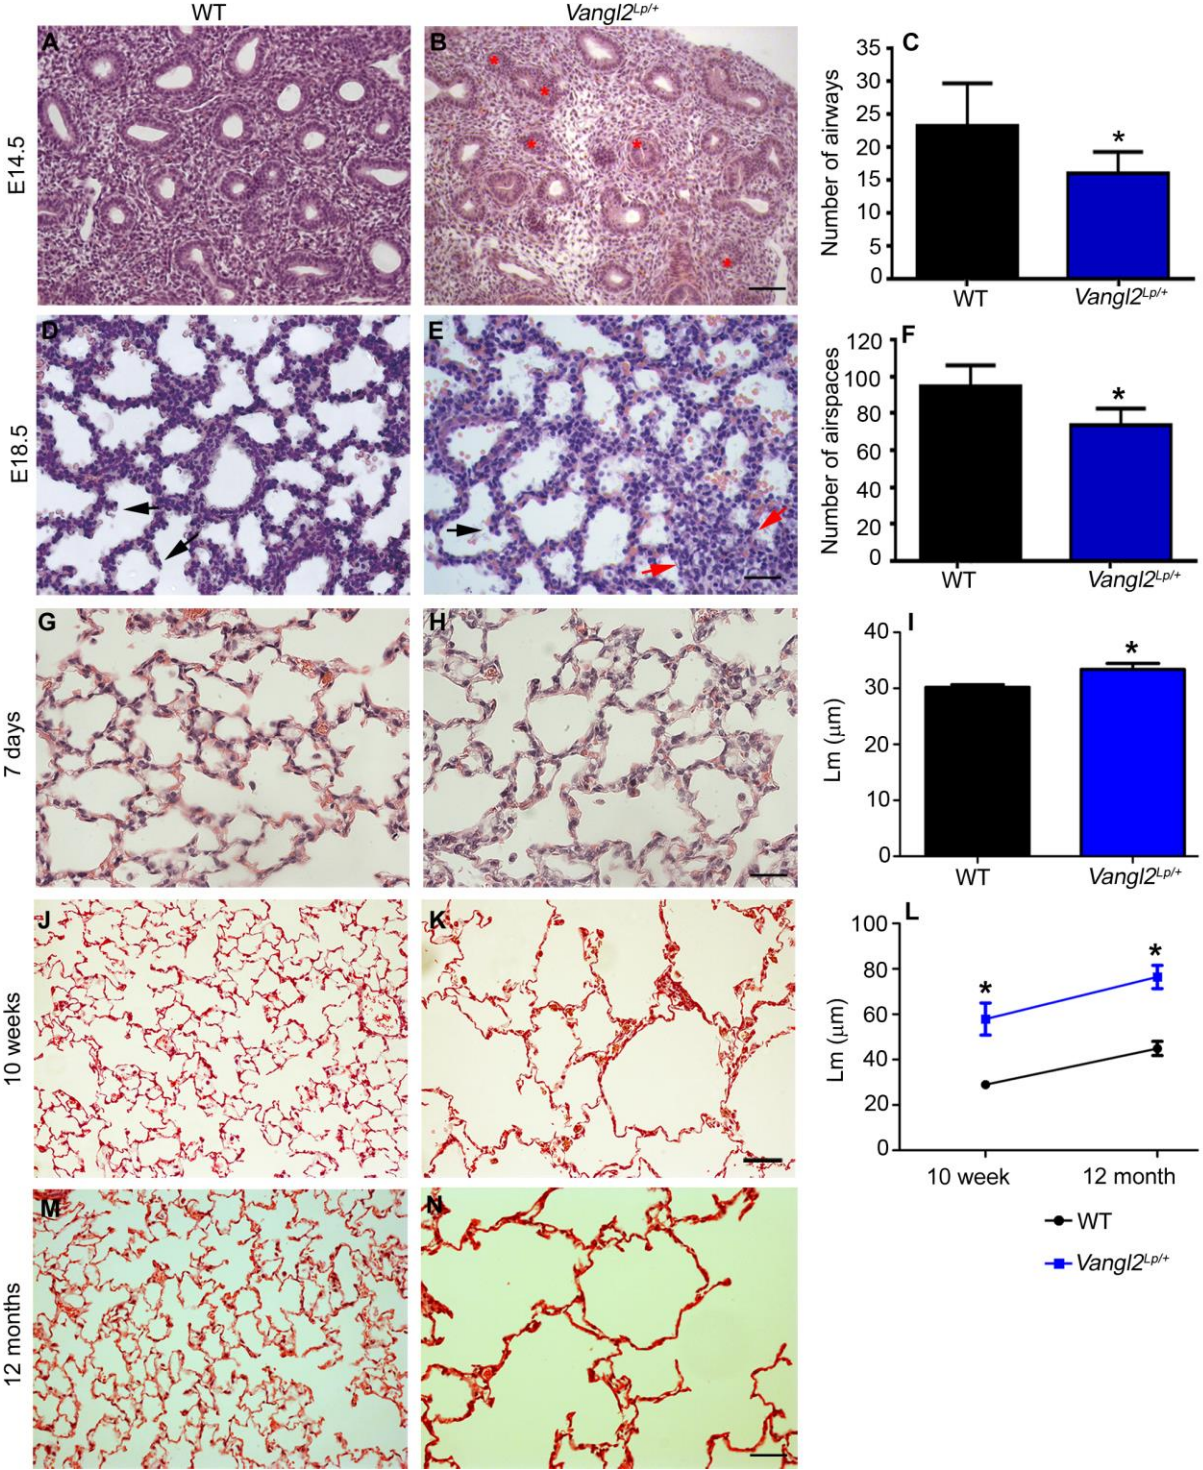 WT
Vangl2Lp/+
E14.5
A
B
*
*
*
*
*
C
Number of airways
35
30
25
20
15
10
5
0
*
WT
Vangl2Lp/+
E18.5
D
E
F
Number of airspaces
120
100
80
60
40
20
0
*
WT
Vangl2Lp/+
7 days
G
H
I
Lm (μm)
40
30
20
10
0
*
WT
Vangl2Lp/+
10 weeks
J
K
L
Lm (μm)
100
80
60
40
20
0
*
*
10 week
12 month
WT
Vangl2Lp/+
12 months
M
N